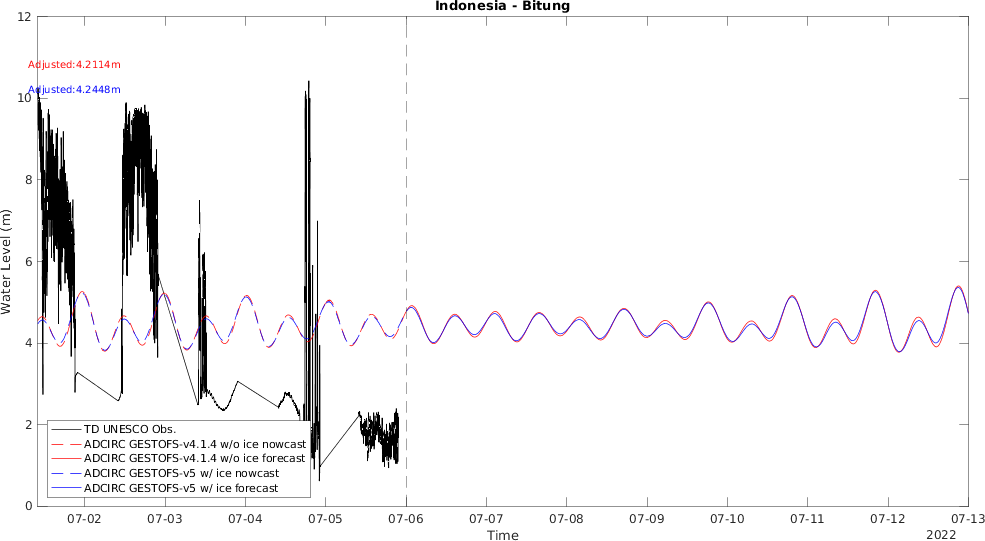 Indonesia - Bitung
12
10
8
6
4
2
0
Water Level (m)
Adjusted:4.2114m
Adjusted:4.2448m
TD UNESCO Obs.
ADCIRC GESTOFS-v4.1.4 w/o ice nowcast
ADCIRC GESTOFS-v4.1.4 w/o ice forecast
ADCIRC GESTOFS-v5 w/ ice nowcast
ADCIRC GESTOFS-v5 w/ ice forecast
07-02 07-03 07-04 07-05 07-06 07-07 07-08 07-09 07-10 07-11 07-12 07-13
Time
2022